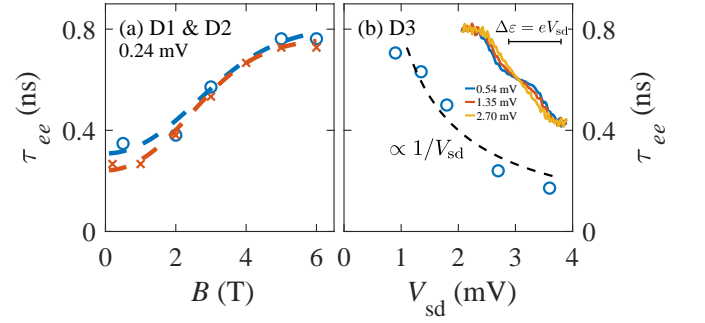 (a) D1 & D2
0.24 mV
0.8
0.4
0
τee (ns)
0 2 4 6
B (T)
(b) D3
Δε = eVsd
0.54 mV
1.35 mV
2.70 mV
∝ 1/Vsd
0 1 2 3 4
Vsd (mV)
0.8
0.4
0
τee (ns)